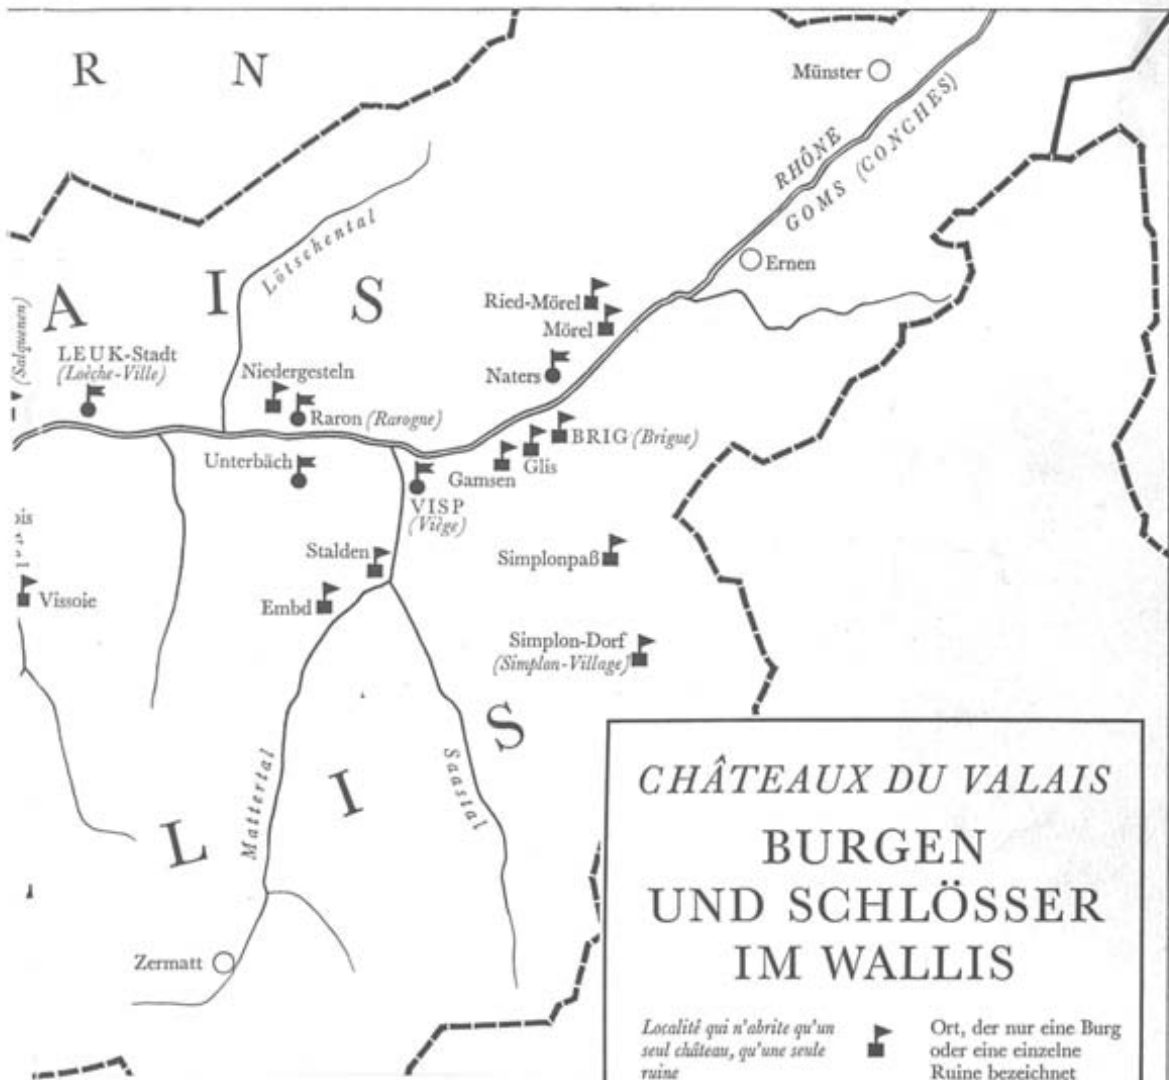 R N
Münster
RHÔNE
GOMS (CONCHES)
Lötschental
Ernen
A I S
Ried-Mörel
Mörel
(Salquenen)
LEUK-Stadt
(Loèche-Ville)
Niedergesteln
Naters
Raron (Rarogne)
BRIG (Brigue)
Glis
Gamsen
Unterbäch
VISP
(Viège)
Stalden
Simplonpaß
Vissoie
Embd
Simplon-Dorf
(Simplon-Village)
L I S
Mattertal
Saastal
Zermatt
CHÂTEAUX DU VALAIS
BURGEN
UND SCHLÖSSER
IM WALLIS
Localité qui n'abrite qu'un
seul château, qu'une seule
ruine
Ort, der nur eine Burg
oder eine einzelne
Ruine bezeichnet